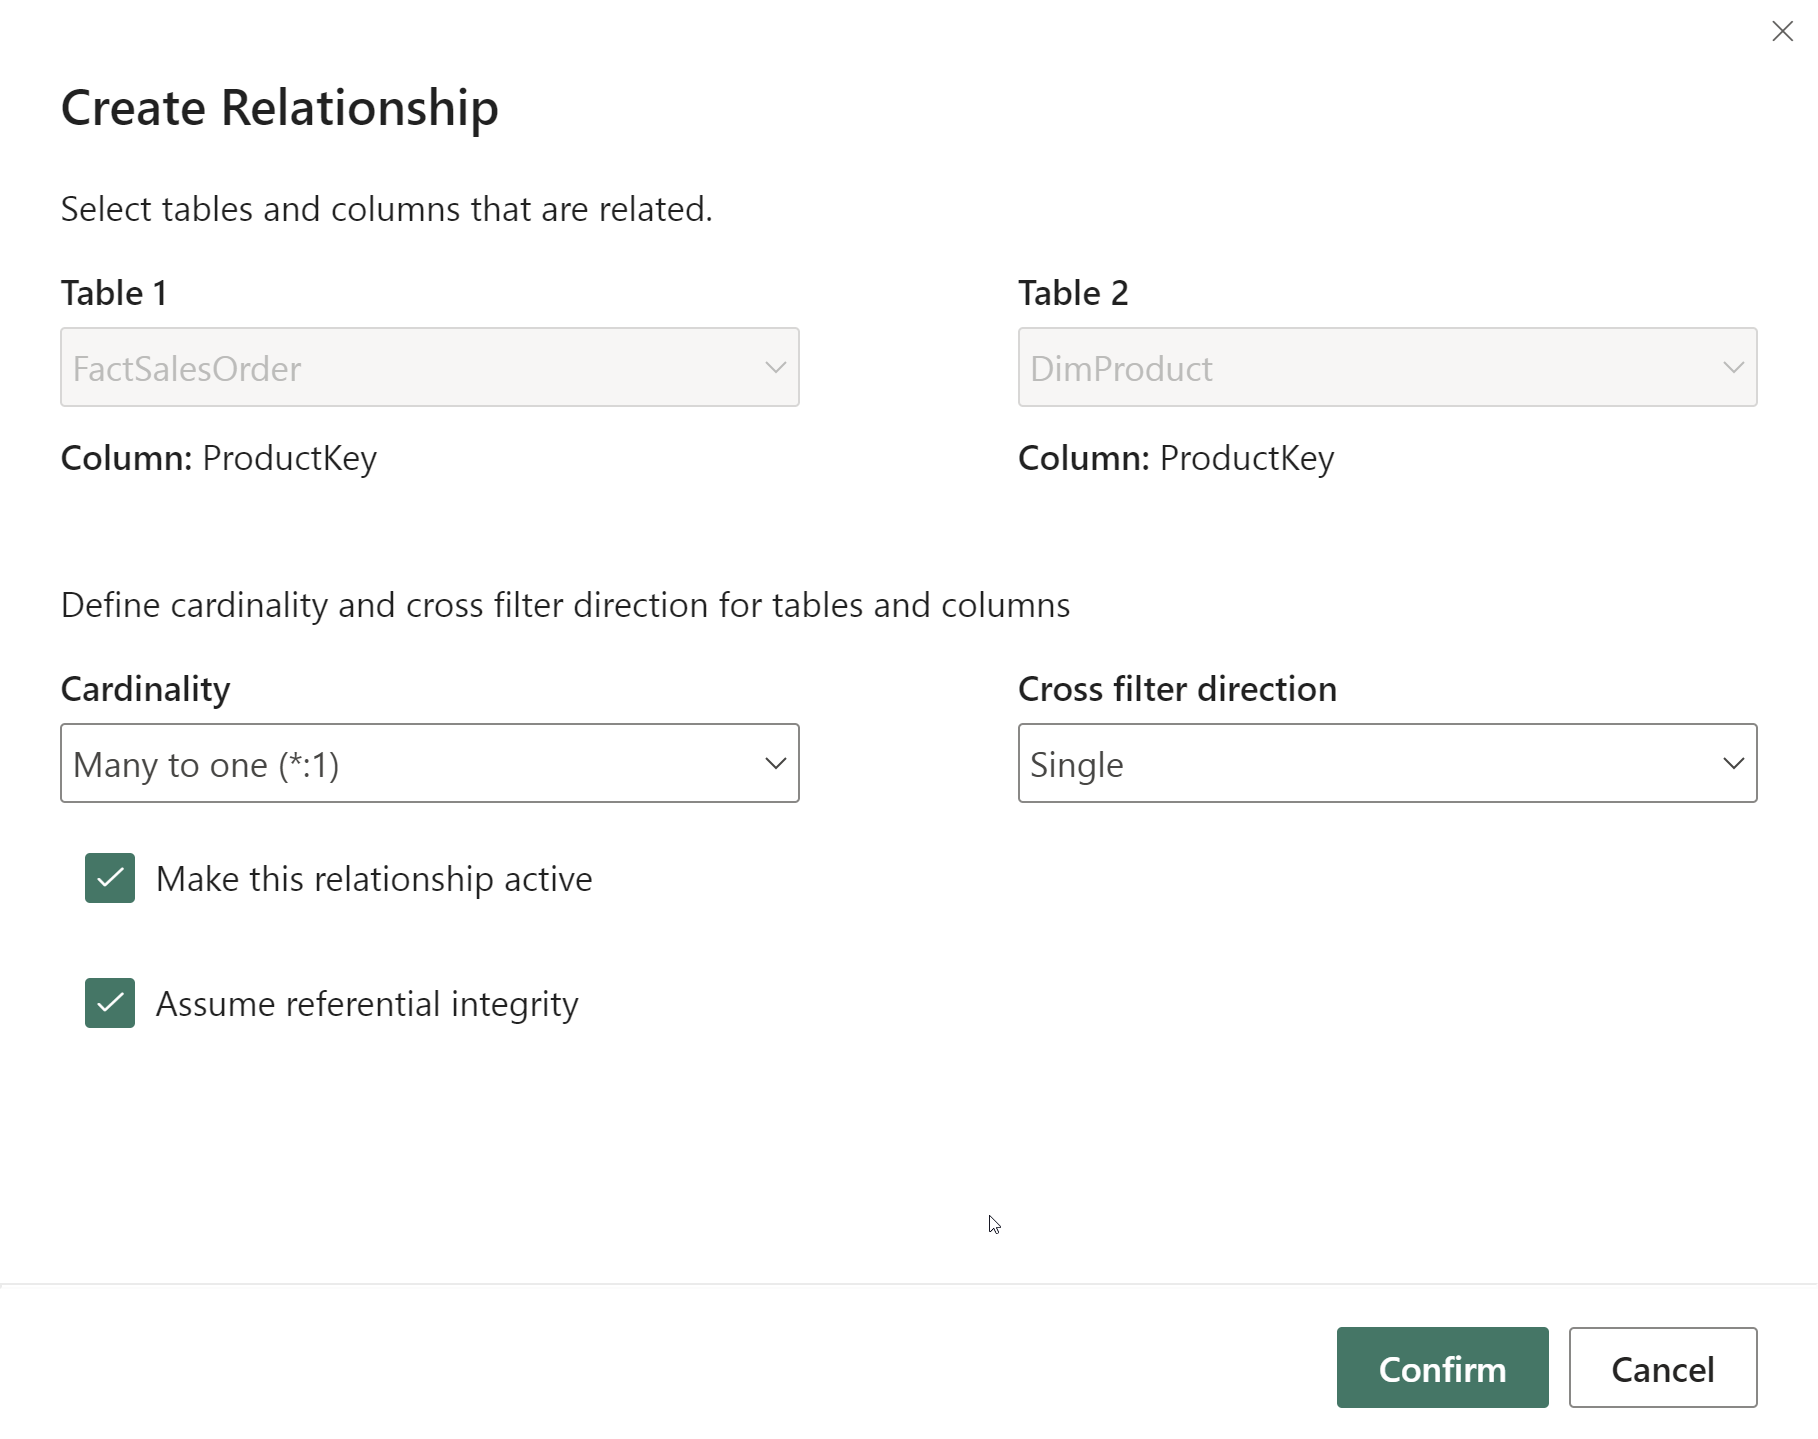 Create Relationship
Select tables and columns that are related.
Table 1
Table 2
FactSalesOrder
DimProduct
Column: ProductKey
Column: ProductKey
Define cardinality and cross filter direction for tables and columns
Cardinality
Cross filter direction
Many to one (*:1)
Single
Make this relationship active
Assume referential integrity
Confirm
Cancel